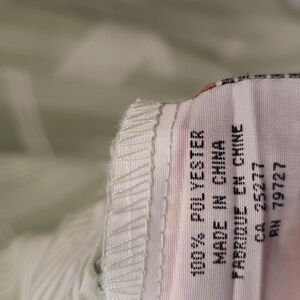 100% POLYESTER
MADE IN CHINA
FABRIQUE EN CHINE
CA 25277
RN 79727